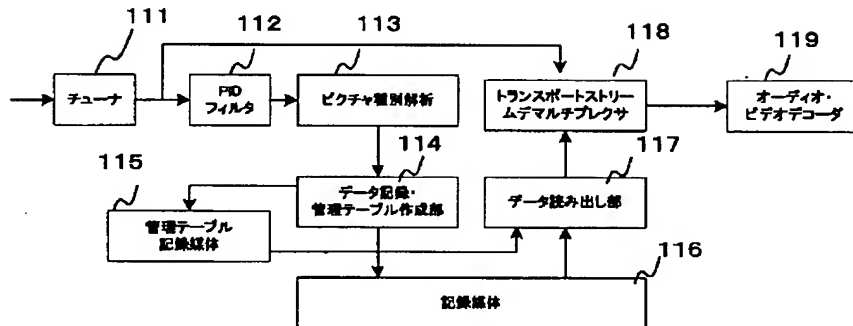 111
チューナ
112
PID
フィルタ
113
ピクチャ種別解析
118
トランスポートストリー
ムデマルチプレクサ
119
オーディオ・
ビデオデコーダ
114
データ記録・
管理テーブル作成部
115
管理テーブル
記録媒体
117
データ読み出し部
116
記録媒体